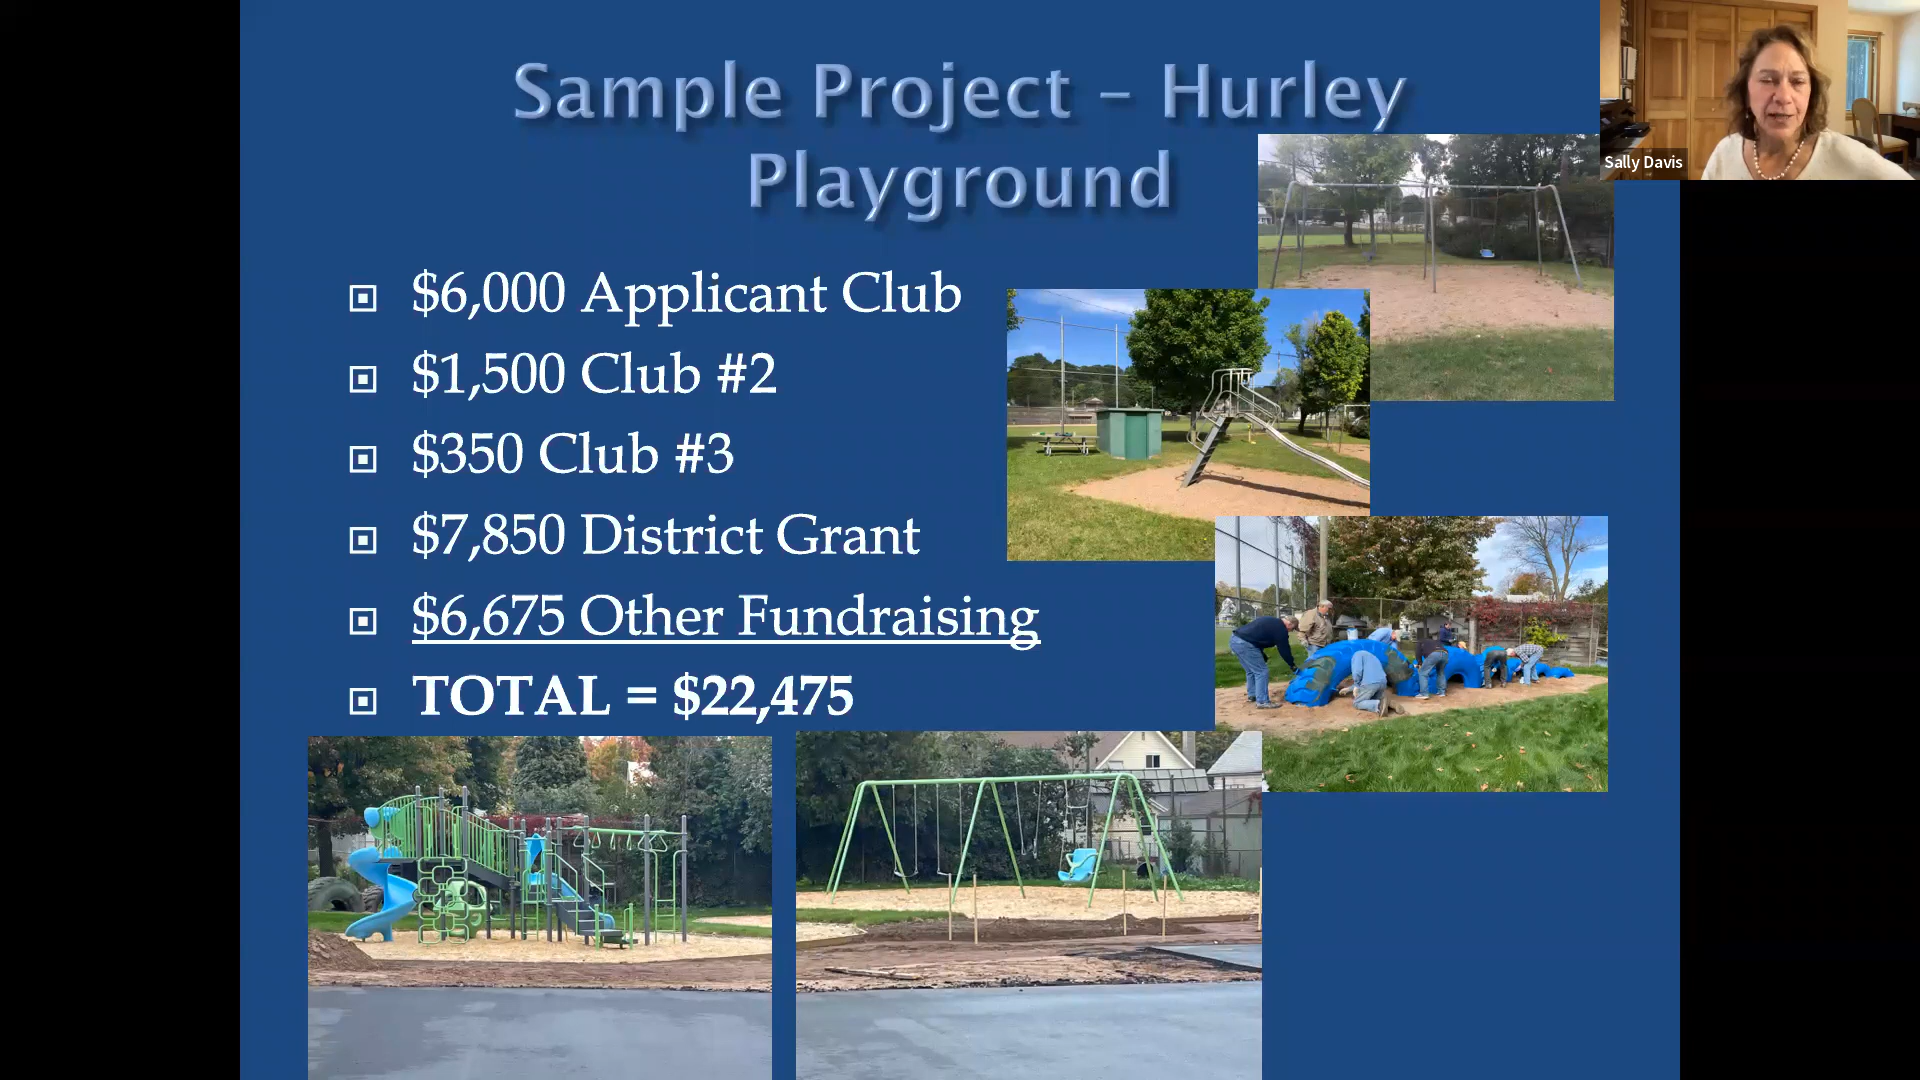 Sample Project – Hurley
Playground
$6,000 Applicant Club
$1,500 Club #2
$350 Club #3
$7,850 District Grant
$6,675 Other Fundraising
TOTAL = $22,475
Sally Davis